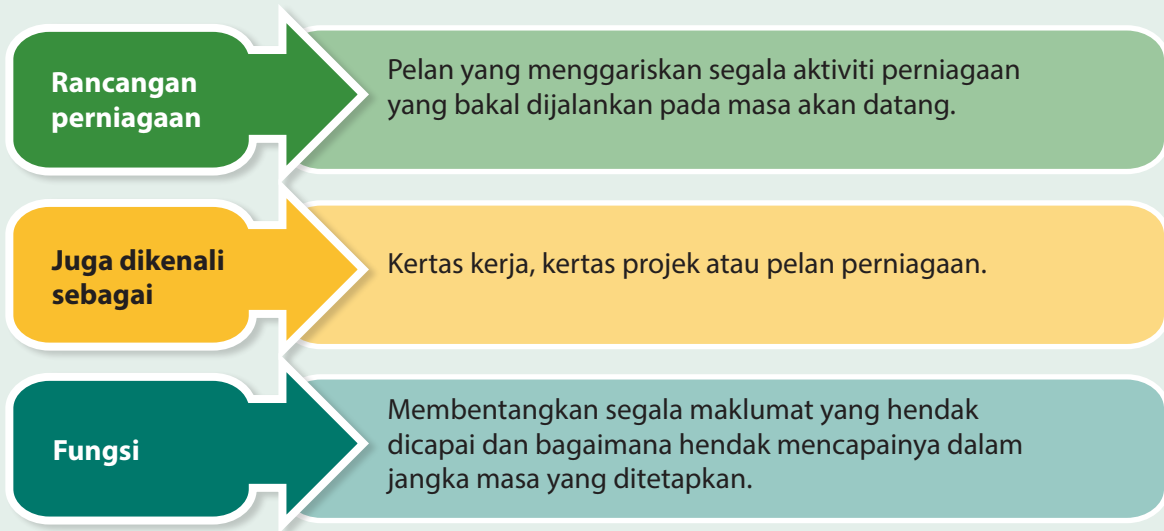 Rancangan
perniagaan
Pelan yang menggariskan segala aktiviti perniagaan
yang bakal dijalankan pada masa akan datang.
Juga dikenali
sebagai
Kertas kerja, kertas projek atau pelan perniagaan.
Fungsi
Membentangkan segala maklumat yang hendak
dicapai dan bagaimana hendak mencapainya dalam
jangka masa yang ditetapkan.